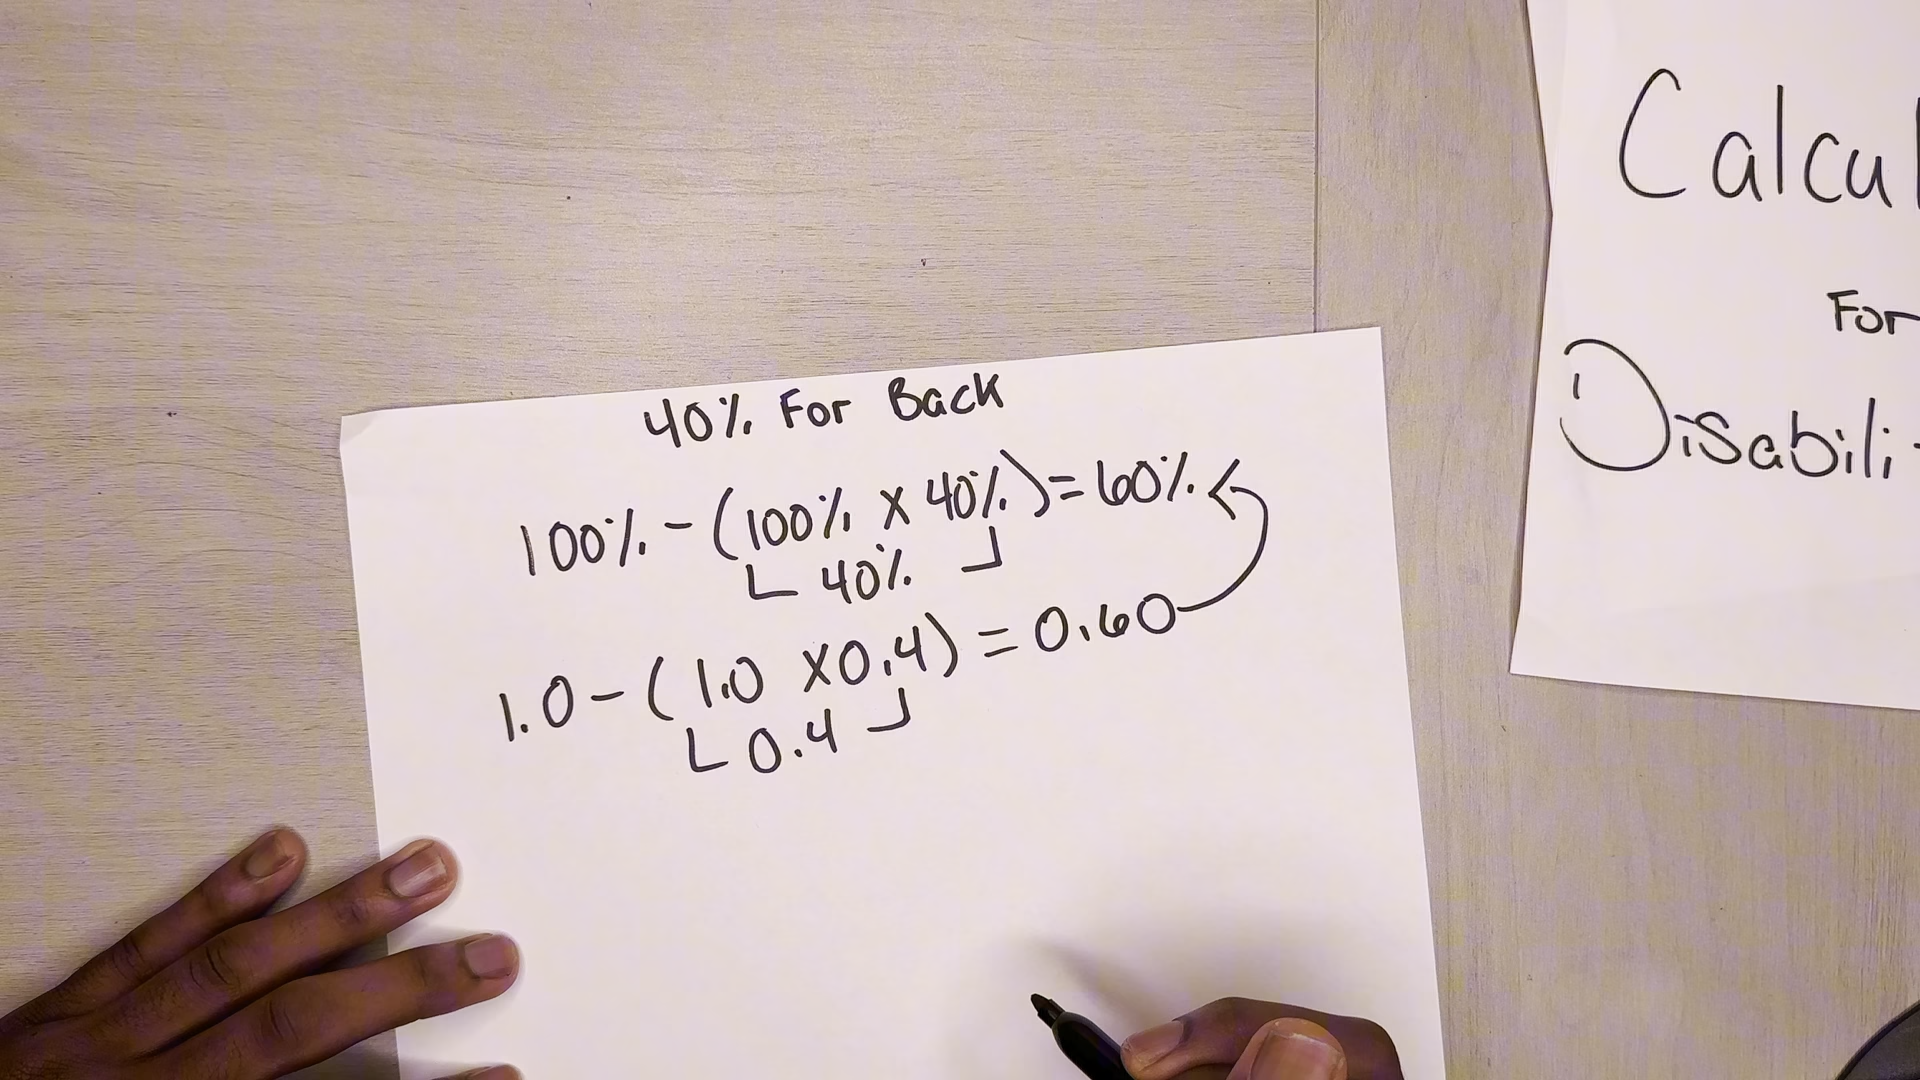 40% For Back
100% - (100% X 40%) = 60%
40%
1.0 - (1.0 X 0.4) = 0.60
0.4
Calcul
For
Disabili